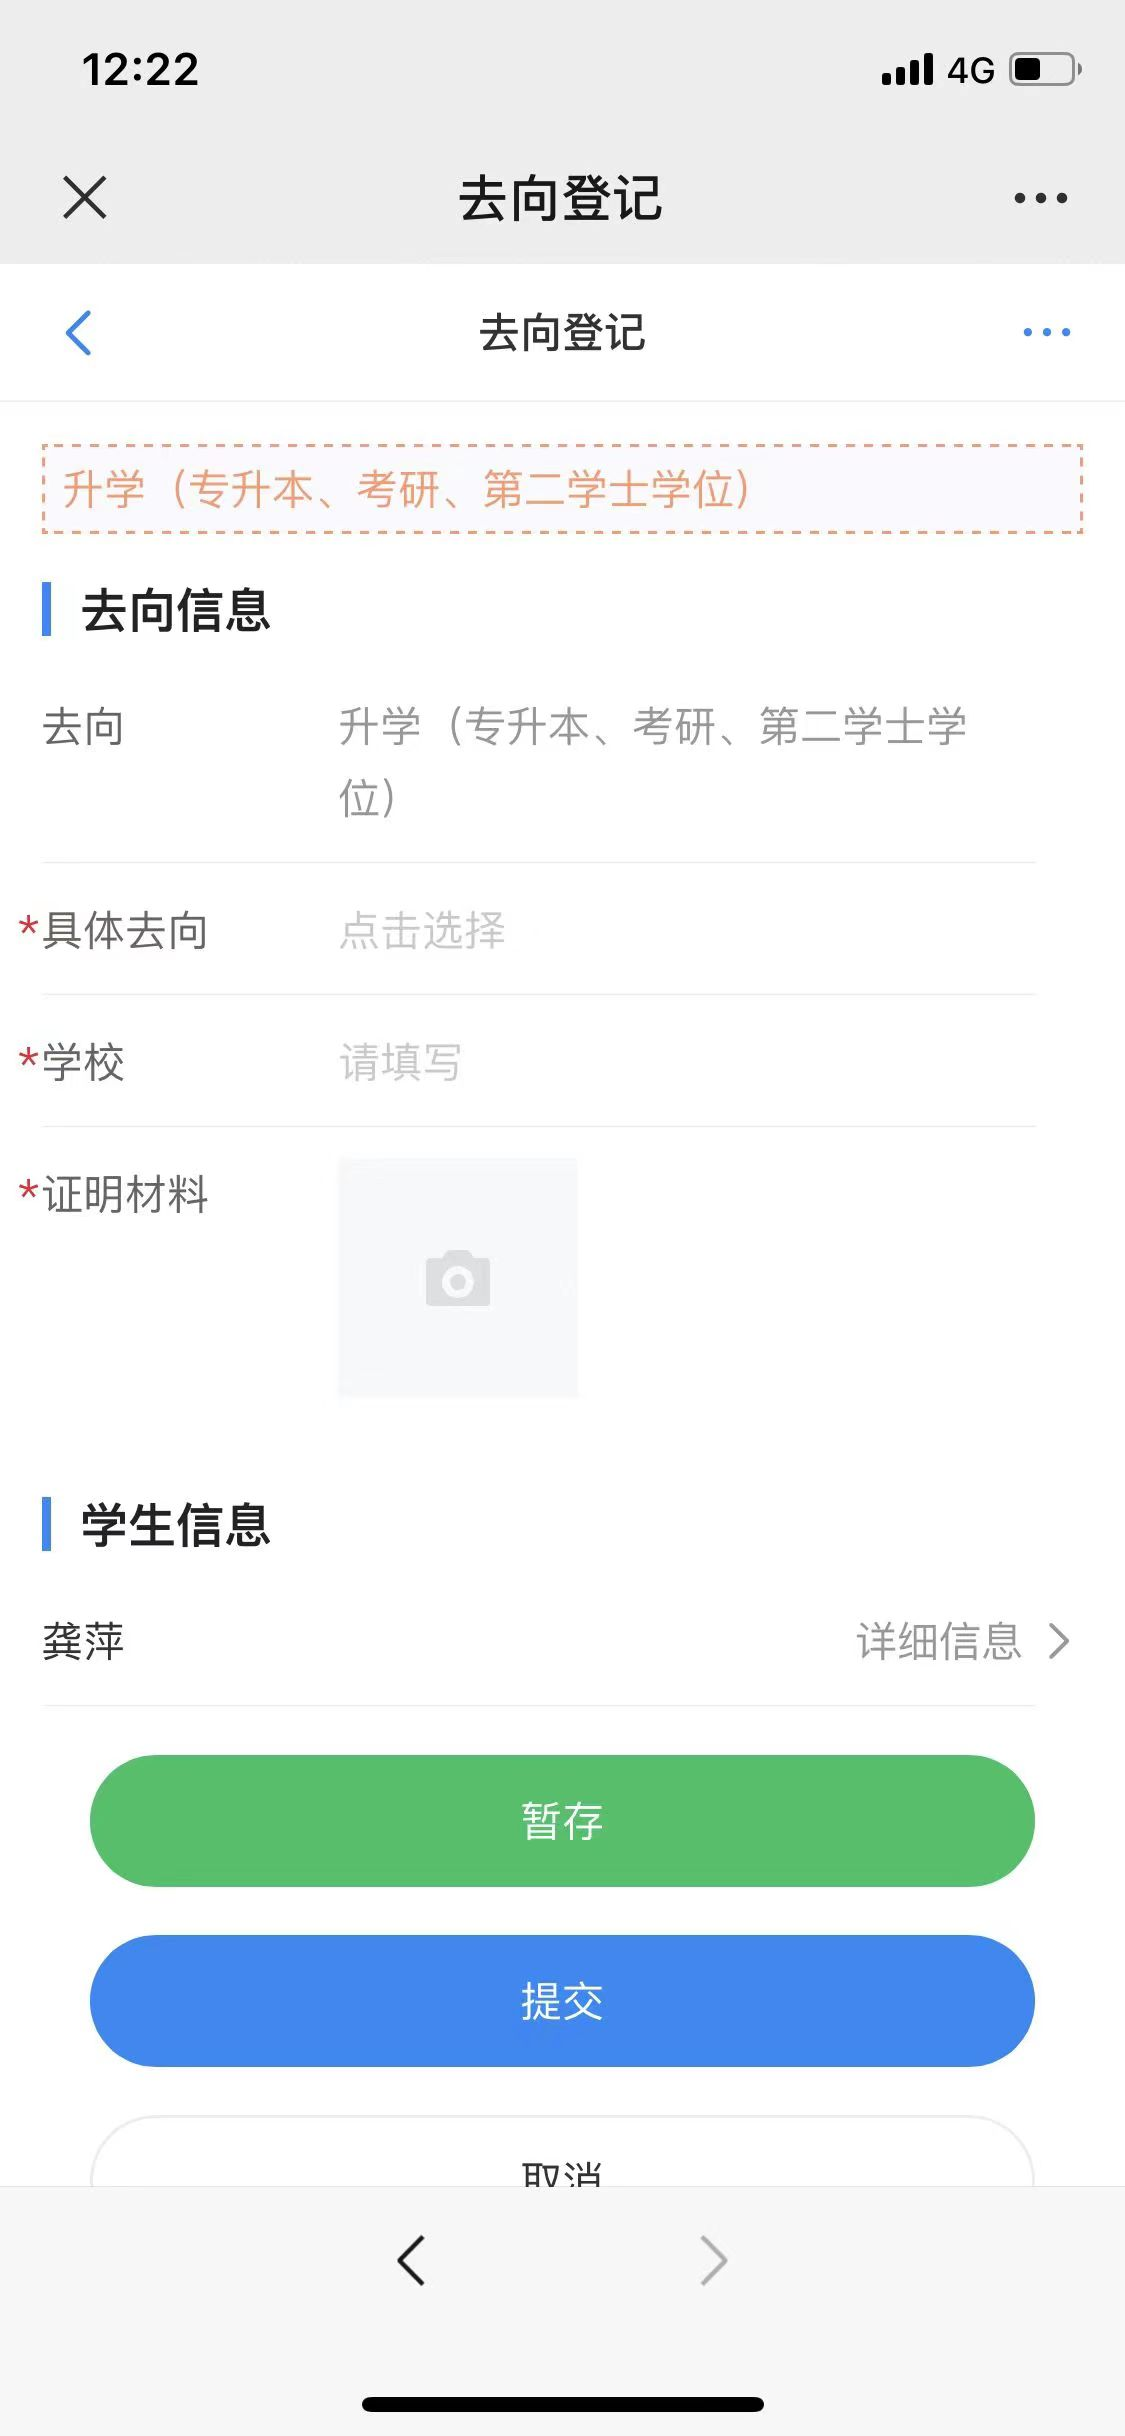 12:22
4G
去向登记
去向登记
升学（专升本、考研、第二学士学位）
去向信息
去向 升学（专升本、考研、第二学士学
位）
*具体去向 点击选择
*学校 请填写
*证明材料
学生信息
龚萍 详细信息
暂存
提交
取消